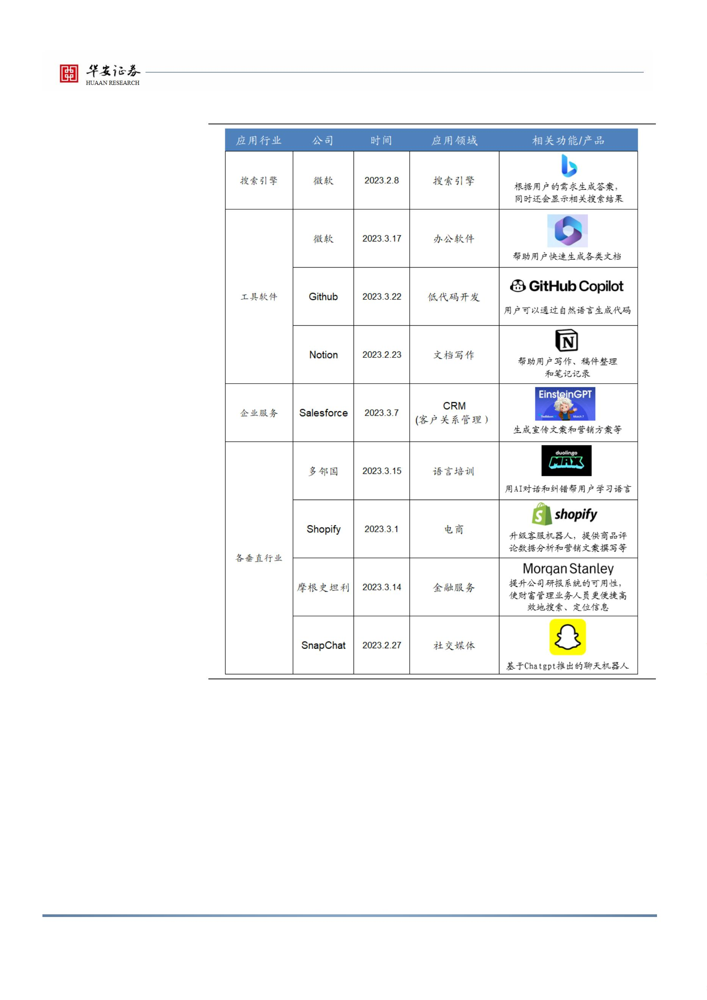 华安证券
HUAAN RESEARCH
应用行业 公司 时间 应用领域 相关功能/产品
搜索引擎 微软 2023.2.8 搜索引擎
根据用户的需求生成答案,
同时还会显示相关搜索结果
工具软件
微软 2023.3.17 办公软件
帮助用户快速生成各类文档
Github 2023.3.22 低代码开发
GitHub Copilot
用户可以通过自然语言生成代码
Notion 2023.2.23 文档写作
N
帮助用户写作、稿件整理
和笔记记录
企业服务 Salesforce 2023.3.7
CRM
(客户关系管理)
EinsteinGPT
March 7
生成宣传文案和营销方案等
各垂直行业
多邻国 2023.3.15 语言培训
duolingo
MAX
用AI对话和纠错帮用户学习语言
Shopify 2023.3.1 电商
S shopify
升级客服机器人，提供商品评
论数据分析和营销文案撰写等
摩根史坦利 2023.3.14 金融服务
Morgan Stanley
提升公司研报系统的可用性,
使财富管理业务人员更便捷高
效地搜索、定位信息
SnapChat 2023.2.27 社交媒体
基于Chatgpt推出的聊天机器人